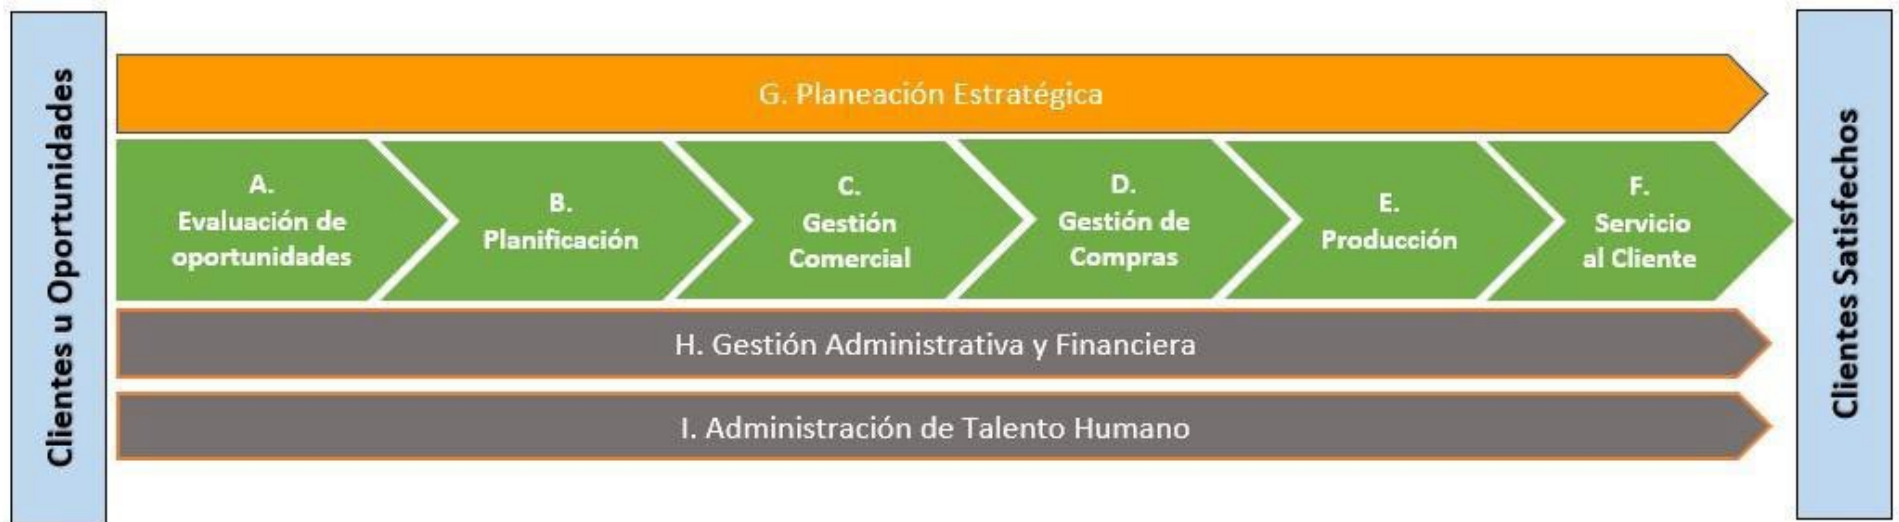 Clientes u Oportunidades
G. Planeación Estratégica
A.
Evaluación de
oportunidades
B.
Planificación
C.
Gestión
Comercial
D.
Gestión de
Compras
E.
Producción
F.
Servicio
al Cliente
H. Gestión Administrativa y Financiera
I. Administración de Talento Humano
Clientes Satisfechos